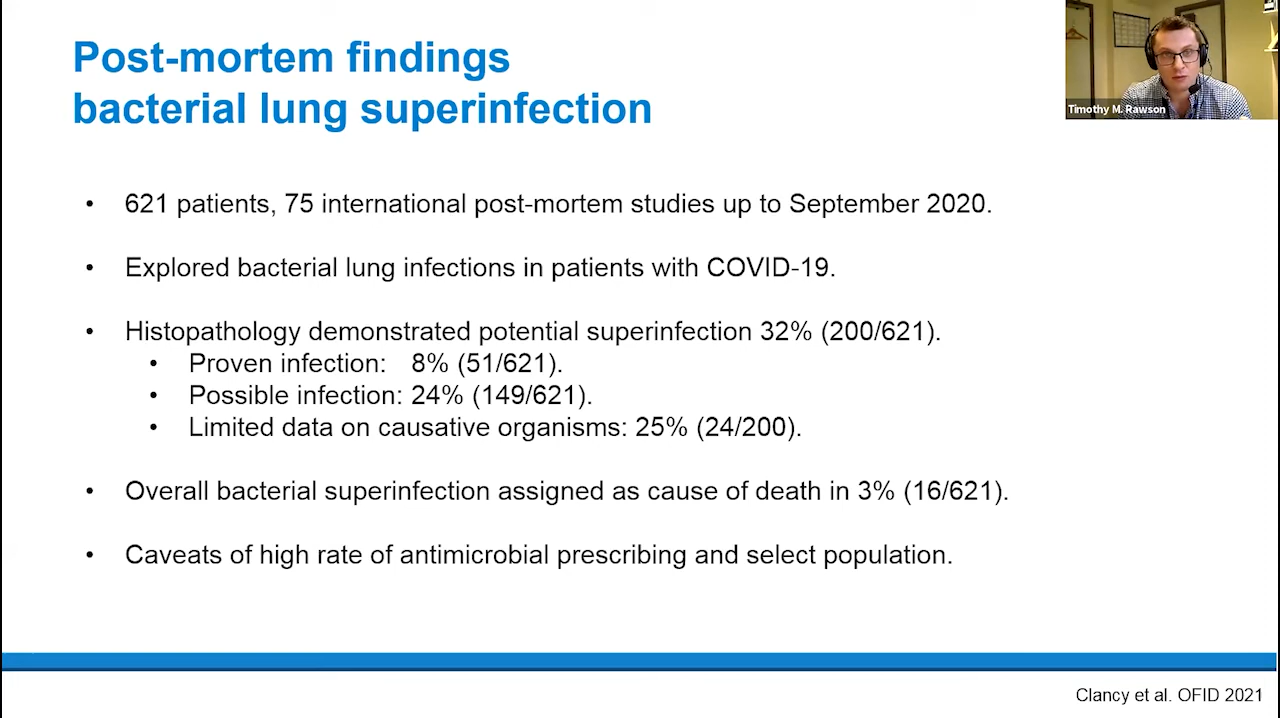 Post-mortem findings
bacterial lung superinfection
Timothy M. Rawson
• 621 patients, 75 international post-mortem studies up to September 2020.
• Explored bacterial lung infections in patients with COVID-19.
• Histopathology demonstrated potential superinfection 32% (200/621).
• Proven infection: 8% (51/621).
• Possible infection: 24% (149/621).
• Limited data on causative organisms: 25% (24/200).
• Overall bacterial superinfection assigned as cause of death in 3% (16/621).
• Caveats of high rate of antimicrobial prescribing and select population.
Clancy et al. OFID 2021